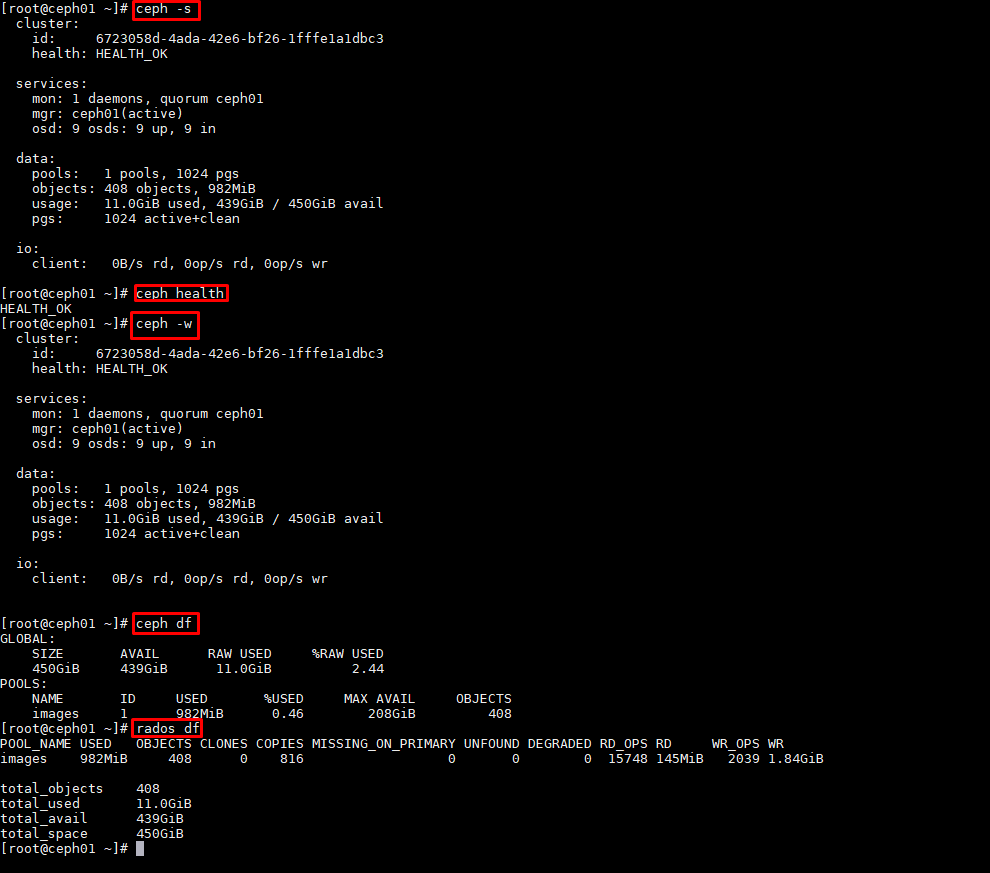 [root@ceph01 ~]# ceph -s
  cluster:
    id:     6723058d-4ada-42e6-bf26-1fffe1a1dbc3
    health: HEALTH_OK

  services:
    mon: 1 daemons, quorum ceph01
    mgr: ceph01(active)
    osd: 9 osds: 9 up, 9 in

  data:
    pools:   1 pools, 1024 pgs
    objects: 408 objects, 982MiB
    usage:   11.0GiB used, 439GiB / 450GiB avail
    pgs:     1024 active+clean

  io:
    client:   0B/s rd, 0op/s rd, 0op/s wr

[root@ceph01 ~]# ceph health
HEALTH_OK
[root@ceph01 ~]# ceph -w
  cluster:
    id:     6723058d-4ada-42e6-bf26-1fffe1a1dbc3
    health: HEALTH_OK

  services:
    mon: 1 daemons, quorum ceph01
    mgr: ceph01(active)
    osd: 9 osds: 9 up, 9 in

  data:
    pools:   1 pools, 1024 pgs
    objects: 408 objects, 982MiB
    usage:   11.0GiB used, 439GiB / 450GiB avail
    pgs:     1024 active+clean

  io:
    client:   0B/s rd, 0op/s rd, 0op/s wr


[root@ceph01 ~]# ceph df
GLOBAL:
    SIZE       AVAIL      RAW USED     %RAW USED
    450GiB     439GiB      11.0GiB          2.44
POOLS:
    NAME       ID     USED       %USED     MAX AVAIL     OBJECTS
    images     1      982MiB      0.46        208GiB         408
[root@ceph01 ~]# rados df
POOL_NAME USED   OBJECTS CLONES COPIES MISSING_ON_PRIMARY UNFOUND DEGRADED RD_OPS RD     WR_OPS WR
images    982MiB     408      0    816                  0       0        0  15748 145MiB   2039 1.84GiB

total_objects    408
total_used       11.0GiB
total_avail      439GiB
total_space      450GiB
[root@ceph01 ~]#